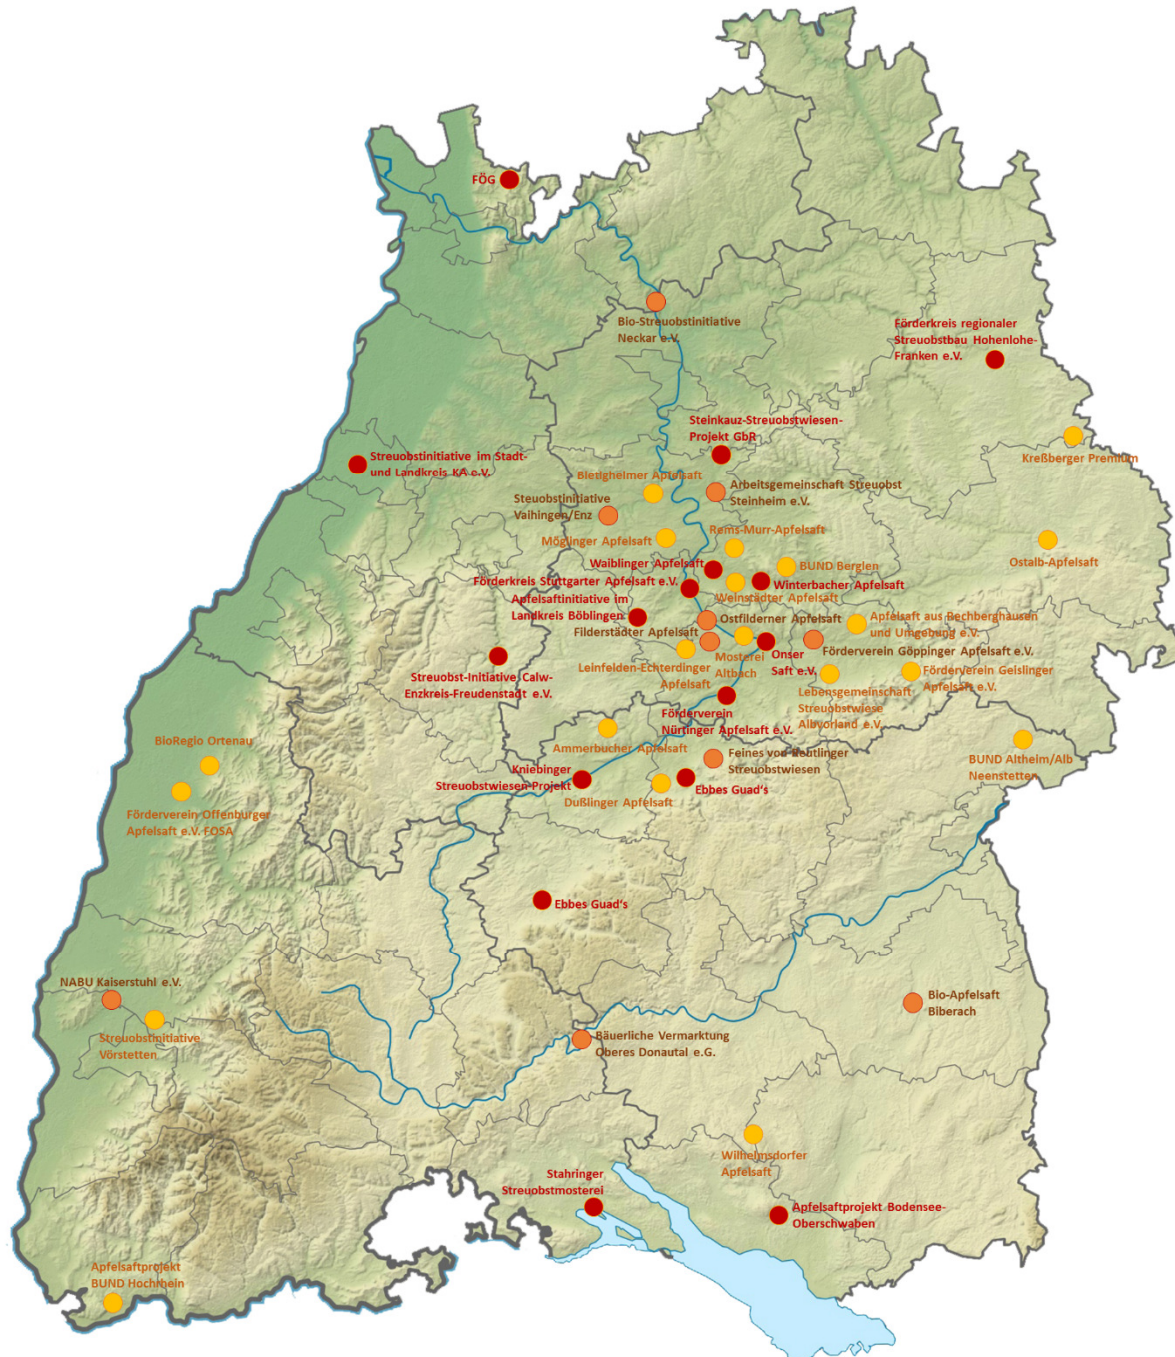 FÖG
Bio-Streuobstinitiative
Neckar e.V.
Förderkreis regionaler
Streuobstbau Hohenlohe-
Franken e.V.
Steinkauz-Streuobstwiesen-
Projekt GbR
Kreßberger Premium
Streuobstinitiative im Stadt-
und Landkreis KA e.V.
Bietigheimer Apfelsaft
Arbeitsgemeinschaft Streuobst
Steinheim e.V.
Steuobstinitiative
Vaihingen/Enz
Möglinger Apfelsaft
Rems-Murr-Apfelsaft
Ostalb-Apfelsaft
Waiblinger Apfelsaft
BUND Berglen
Förderkreis Stuttgarter Apfelsaft e.V.
Winterbacher Apfelsaft
Weinstädter Apfelsaft
Apfelsaftinitiative im
Landkreis Böblingen
Ostfilderner Apfelsaft
Apfelsaft aus Rechberghausen
und Umgebung e.V.
Filderstädter Apfelsaft
Förderverein Göppinger Apfelsaft e.V.
Onser
Saft e.V.
Mosterei
Altbach
Leinfelden-Echterdinger
Apfelsaft
Förderverein Geislinger
Apfelsaft e.V.
Streuobst-Initiative Calw-
Enzkreis-Freudenstadt e.V.
Lebensgemeinschaft
Streuobstwiese
Albvorland e.V.
Förderverein
Nürtinger Apfelsaft e.V.
Ammerbucher Apfelsaft
BioRegio Ortenau
Feines von Reutlinger
Streuobstwiesen
BUND Altheim/Alb
Neenstetten
Kniebinger
Streuobstwiesen-Projekt
Ebbes Guad's
Dußlinger Apfelsaft
Förderverein Offenburger
Apfelsaft e.V. FOSA
Ebbes Guad's
NABU Kaiserstuhl e.V.
Bio-Apfelsaft
Biberach
Streuobstinitiative
Vörstetten
Bäuerliche Vermarktung
Oberes Donautal e.G.
Wilhelmsdorfer
Apfelsaft
Stahringer
Streuobstmosterei
Apfelsaftprojekt Bodensee-
Oberschwaben
Apfelsaftprojekt
BUND Hochrhein